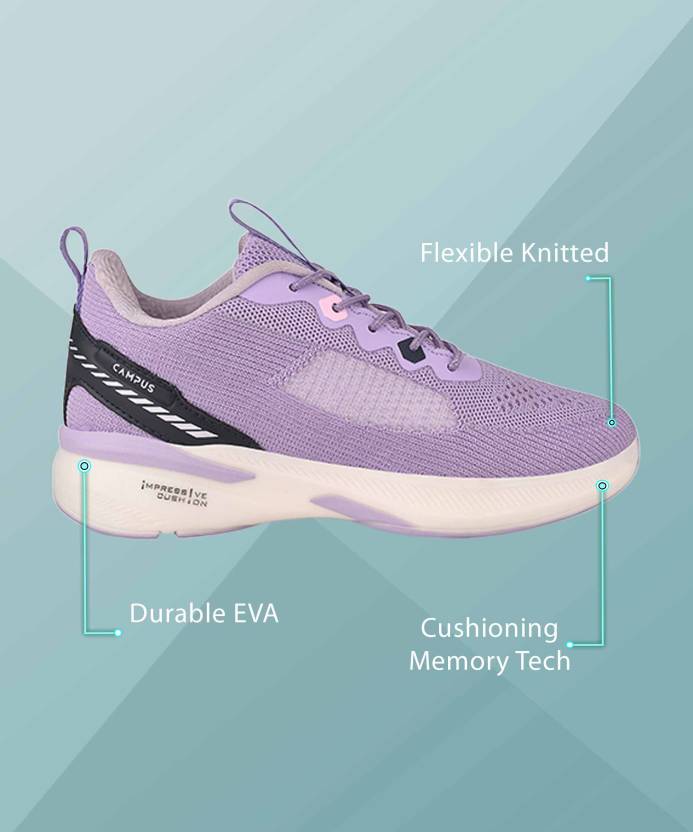 Flexible Knitted
CAMPUS
IMPRESSIVE
CUSHION
Durable EVA
Cushioning
Memory Tech